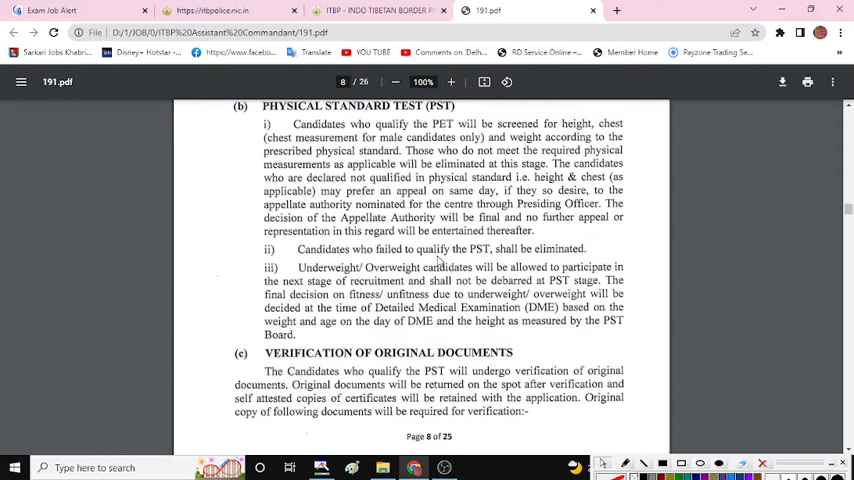 Exam Job Alert
https://itbpolice.nic.in
ITBP - INDO TIBETAN BORDER P
191.pdf
File
D:/1/JOB/0/ITBP%20Assistant%20Commandant/191.pdf
Sarkari Jobs Khabri...
Disney+ Hotstar -...
https://www.facebo...
Translate
YOU TUBE
Comments on 'Delh...
RD Service Online |...
Member Home
Payzone Trading Se...
191.pdf
8 / 26
100%
(b) PHYSICAL STANDARD TEST (PST)
i) Candidates who qualify the PET will be screened for height, chest
(chest measurement for male candidates only) and weight according to the
prescribed physical standard. Those who do not meet the required physical
measurements as applicable will be eliminated at this stage. The candidates
who are declared not qualified in physical standard i.e. height & chest (as
applicable) may prefer an appeal on same day, if they so desire, to the
appellate authority nominated for the centre through Presiding Officer. The
decision of the Appellate Authority will be final and no further appeal or
representation in this regard will be entertained thereafter.
ii) Candidates who failed to qualify the PST, shall be eliminated.
iii) Underweight/ Overweight candidates will be allowed to participate in
the next stage of recruitment and shall not be debarred at PST stage. The
final decision on fitness/ unfitness due to underweight/ overweight will be
decided at the time of Detailed Medical Examination (DME) based on the
weight and age on the day of DME and the height as measured by the PST
Board.
(c) VERIFICATION OF ORIGINAL DOCUMENTS
The Candidates who qualify the PST will undergo verification of original
documents. Original documents will be returned on the spot after verification and
self attested copies of certificates will be retained with the application. Original
copy of following documents will be required for verification:-
Page 8 of 25
Type here to search